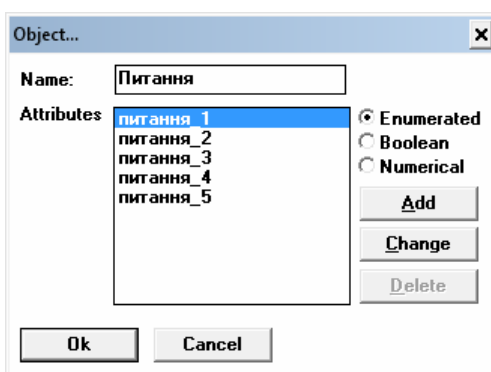 Object...
Name: Питання
Attributes
питання_1
питання_2
питання_3
питання_4
питання_5
Enumerated
Boolean
Numerical
Add
Change
Delete
Ok Cancel